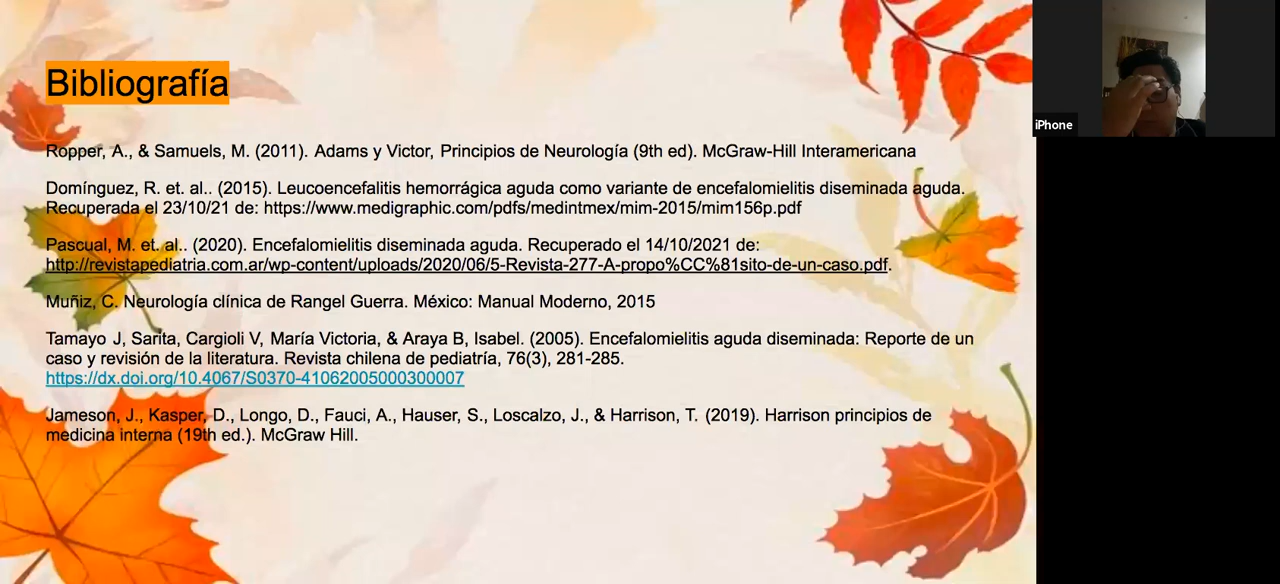 Bibliografía
Ropper, A., & Samuels, M. (2011). Adams y Victor, Principios de Neurología (9th ed). McGraw-Hill Interamericana
Domínguez, R. et. al.. (2015). Leucoencefalitis hemorrágica aguda como variante de encefalomielitis diseminada aguda.
Recuperada el 23/10/21 de: https://www.medigraphic.com/pdfs/medintmex/mim-2015/mim156p.pdf
Pascual, M. et. al.. (2020). Encefalomielitis diseminada aguda. Recuperado el 14/10/2021 de:
http://revistapediatria.com.ar/wp-content/uploads/2020/06/5-Revista-277-A-propo%CC%81sito-de-un-caso.pdf.
Muñiz, C. Neurología clínica de Rangel Guerra. México: Manual Moderno, 2015
Tamayo J, Sarita, Cargioli V, María Victoria, & Araya B, Isabel. (2005). Encefalomielitis aguda diseminada: Reporte de un
caso y revisión de la literatura. Revista chilena de pediatría, 76(3), 281-285.
https://dx.doi.org/10.4067/S0370-41062005000300007
Jameson, J., Kasper, D., Longo, D., Fauci, A., Hauser, S., Loscalzo, J., & Harrison, T. (2019). Harrison principios de
medicina interna (19th ed.). McGraw Hill.
iPhone